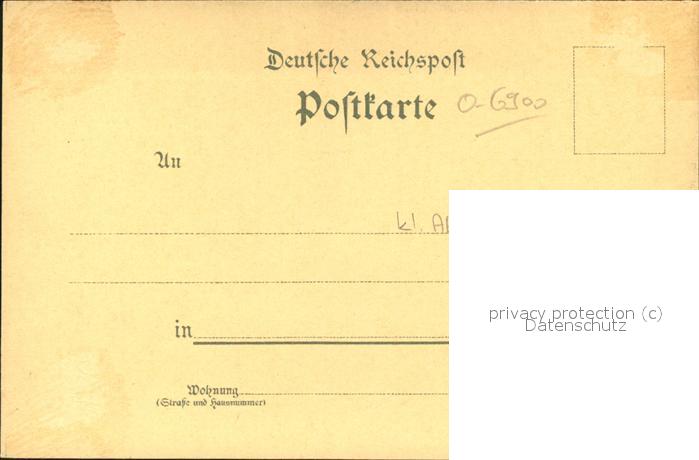 Deutsche Reichspost
Postkarte
O-6900
An
kl.
privacy protection (c)
Datenschutz
in
Wohnung
(Straße und Hausnummer)